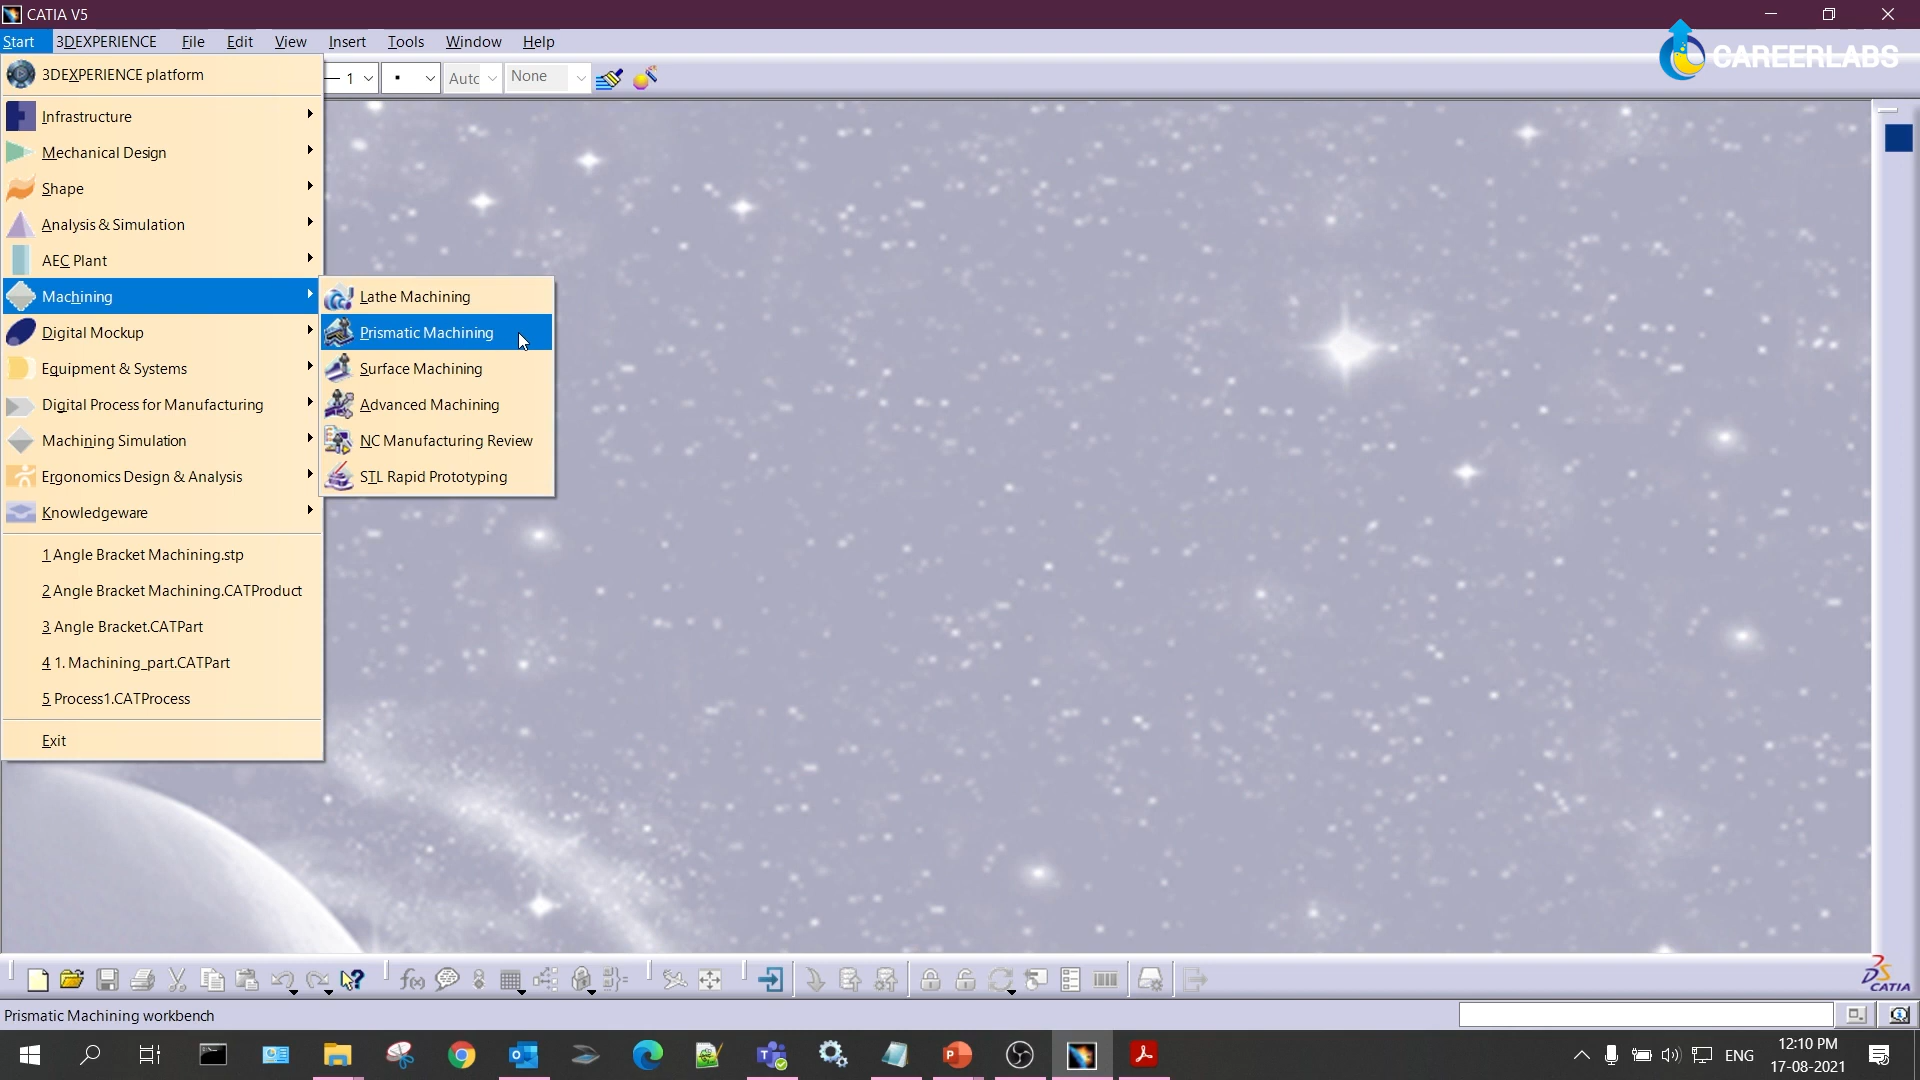 CATIA V5
Start 3DEXPERIENCE File Edit View Insert Tools Window Help
CAREERLABS
3DEXPERIENCE platform
1
Auto
None
Infrastructure
Mechanical Design
Shape
Analysis & Simulation
AEC Plant
Machining
Digital Mockup
Equipment & Systems
Digital Process for Manufacturing
Machining Simulation
Ergonomics Design & Analysis
Knowledgeware
Lathe Machining
Prismatic Machining
Surface Machining
Advanced Machining
NC Manufacturing Review
STL Rapid Prototyping
1 Angle Bracket Machining.stp
2 Angle Bracket Machining.CATProduct
3 Angle Bracket.CATPart
4 1. Machining_part.CATPart
5 Process1.CATProcess
Exit
f(x)
CATIA
Prismatic Machining workbench
ENG
12:10 PM
17-08-2021